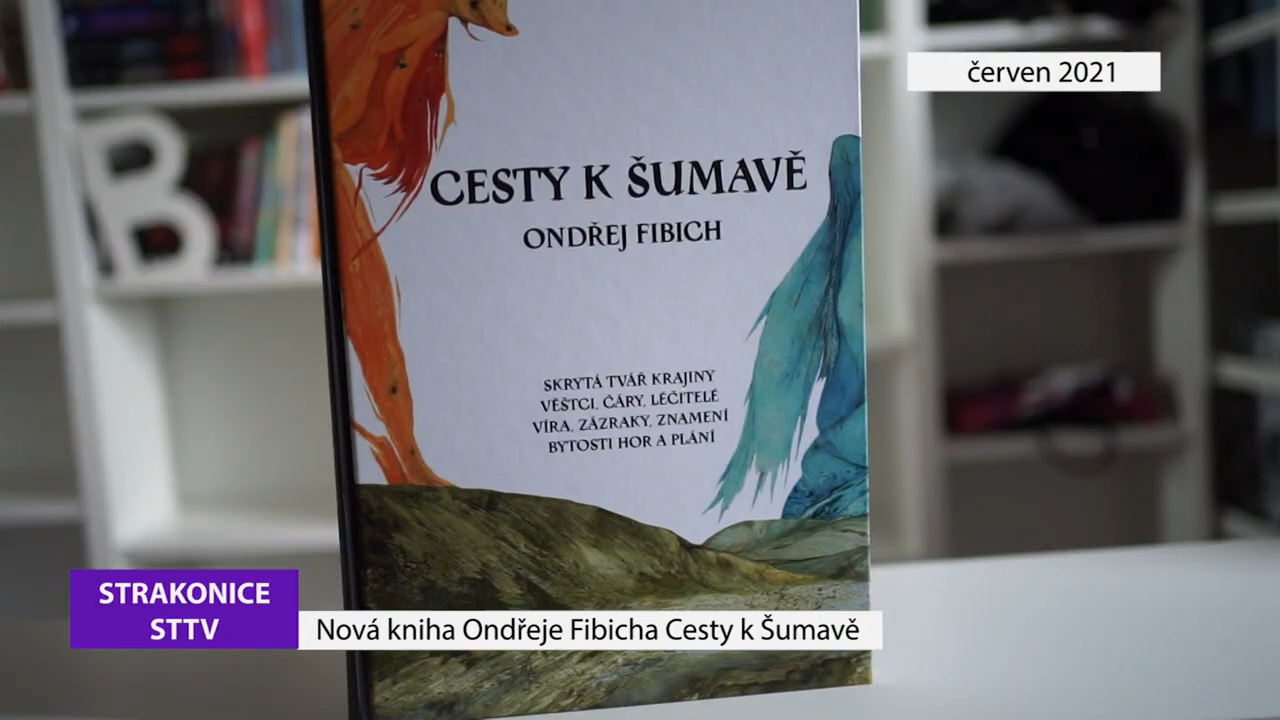 červen 2021
B
CESTY K ŠUMAVĚ
ONDŘEJ FIBICH
SKRYTÁ TVÁŘ KRAJINY
VĚŠTCI, ČÁRY, LÉČITELÉ
VÍRA, ZÁZRAKY, ZNAMENÍ
BYTOSTI HOR A PLÁNÍ
STRAKONICE
STTV
Nová kniha Ondřeje Fibicha Cesty k Šumavě